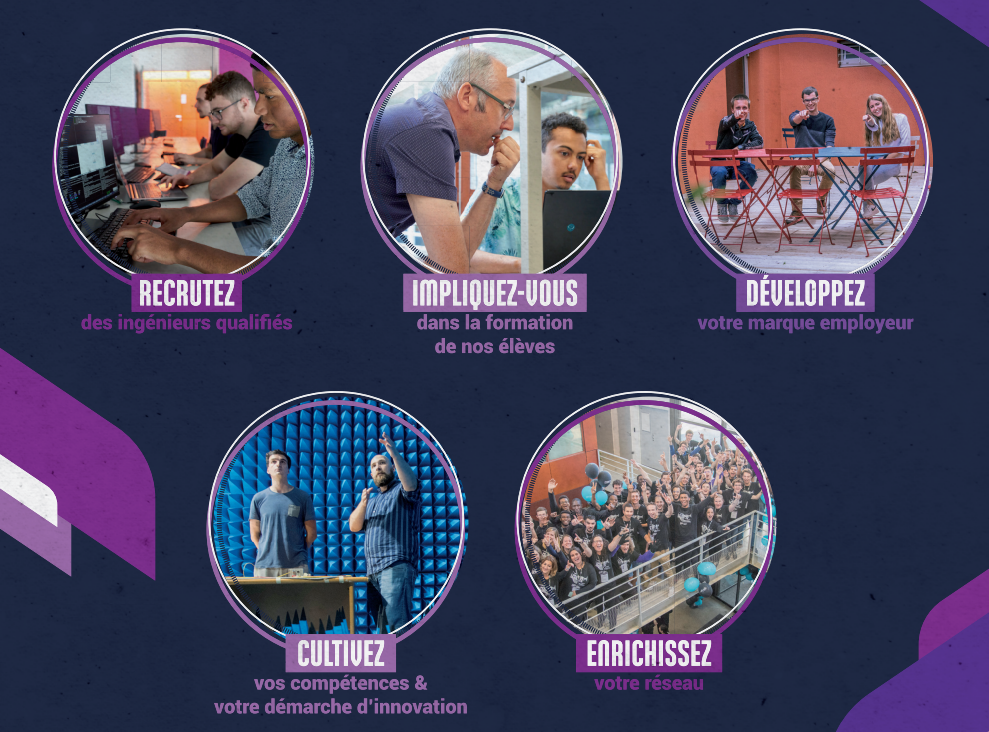 RECRUTEZ
des ingénieurs qualifiés
IMPLIQUEZ-VOUS
dans la formation
de nos élèves
DÉVELOPPEZ
votre marque employeur
CULTIVEZ
vos compétences &
votre démarche d'innovation
ENRICHISSEZ
votre réseau